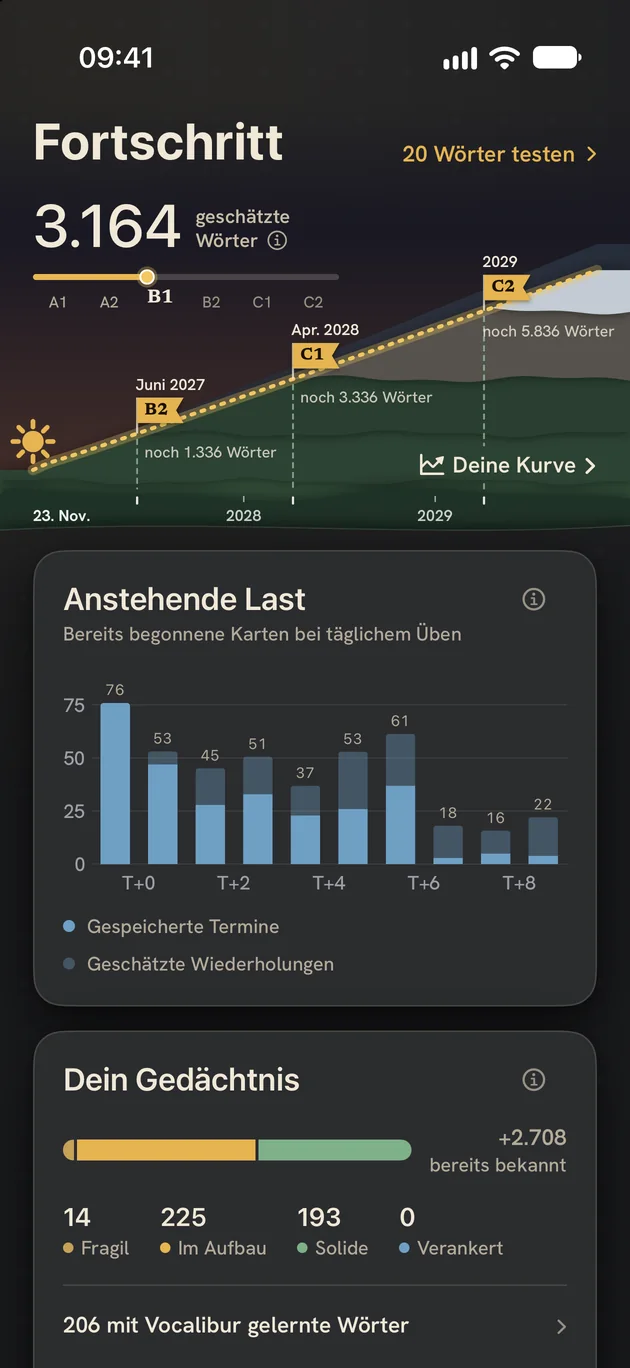 09:41
Fortschritt
20 Wörter testen
3.164
geschätzte
Wörter
A1 A2 B1 B2 C1 C2
2029
C2
noch 5.836 Wörter
Apr. 2028
C1
noch 3.336 Wörter
Juni 2027
B2
noch 1.336 Wörter
Deine Kurve
23. Nov. 2028 2029
Anstehende Last
Bereits begonnene Karten bei täglichem Üben
75
50
25
0
76 53 45 51 37 53 61 18 16 22
T+0 T+2 T+4 T+6 T+8
Gespeicherte Termine
Geschätzte Wiederholungen
Dein Gedächtnis
+2.708
bereits bekannt
14 225 193 0
Fragil Im Aufbau Solide Verankert
206 mit Vocalibur gelernte Wörter